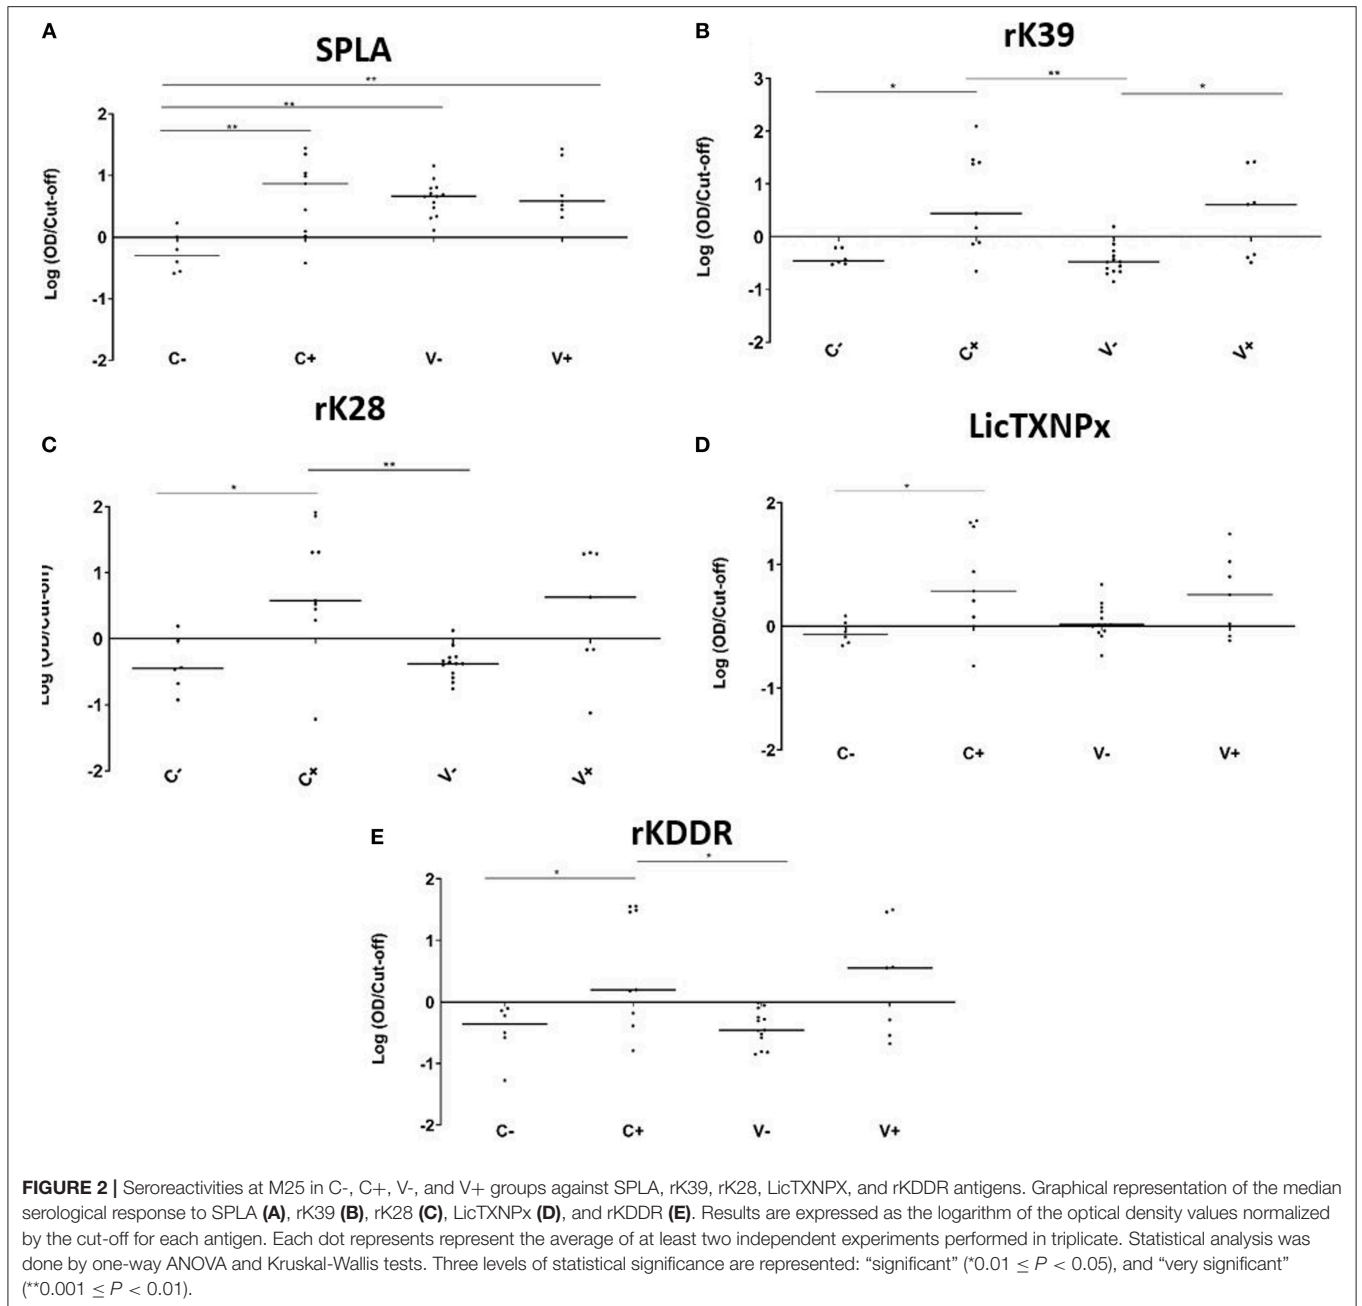 A
SPLA
**
**
**
2
1
0
-1
-2
Log (OD/Cut-off)
C-
C+
V-
V+
B
rK39
*
**
*
3
2
1
0
-1
-2
Log (OD/Cut-off)
C-
C+
V-
V+
C
rK28
*
**
2
1
0
-1
-2
Log (OD/Cut-off)
C-
C+
V-
V+
D
LicTXNPx
*
2
1
0
-1
-2
Log (OD/Cut-off)
C-
C+
V-
V+
E
rKDDR
*
*
2
1
0
-1
-2
Log (OD/Cut-off)
C-
C+
V-
V+
FIGURE 2 | Seroreactivities at M25 in C-, C+, V-, and V+ groups against SPLA, rK39, rK28, LicTXNPX, and rKDDR antigens. Graphical representation of the median
serological response to SPLA (A), rK39 (B), rK28 (C), LicTXNPx (D), and rKDDR (E). Results are expressed as the logarithm of the optical density values normalized
by the cut-off for each antigen. Each dot represents represent the average of at least two independent experiments performed in triplicate. Statistical analysis was
done by one-way ANOVA and Kruskal-Wallis tests. Three levels of statistical significance are represented: “significant” (*0.01 ≤ P < 0.05), and “very significant”
(**0.001 ≤ P < 0.01).